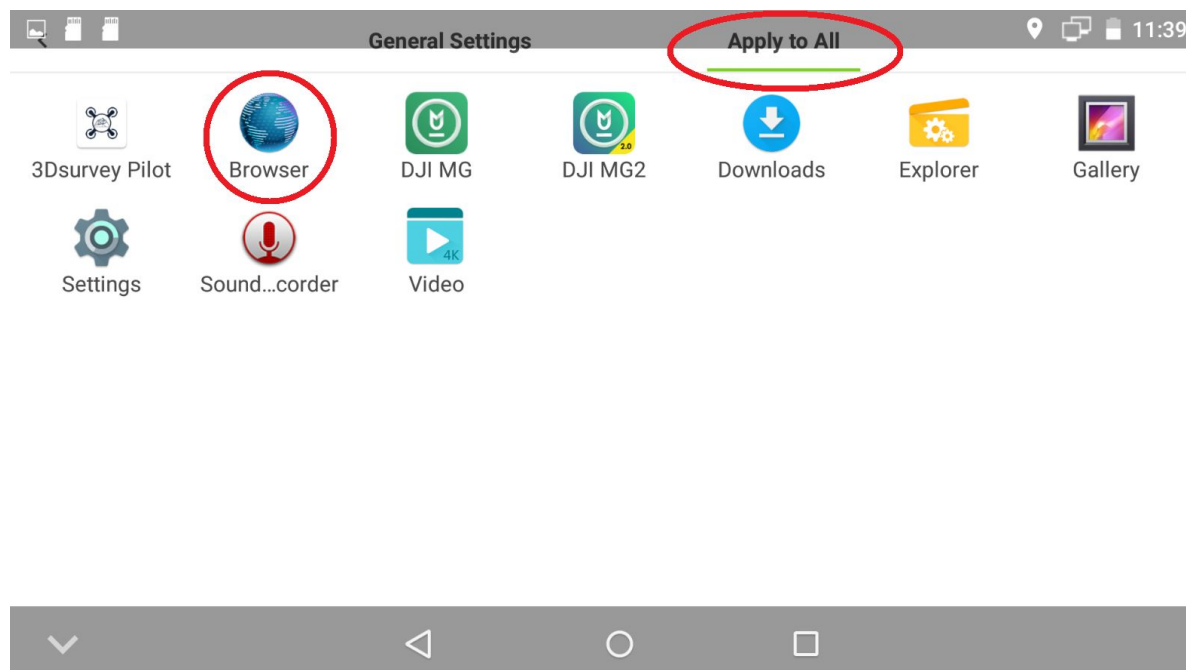 11:39
General Settings Apply to All
3Dsurvey Pilot Browser DJI MG DJI MG2 Downloads Explorer Gallery
2.0
Settings Sound...corder Video
4K